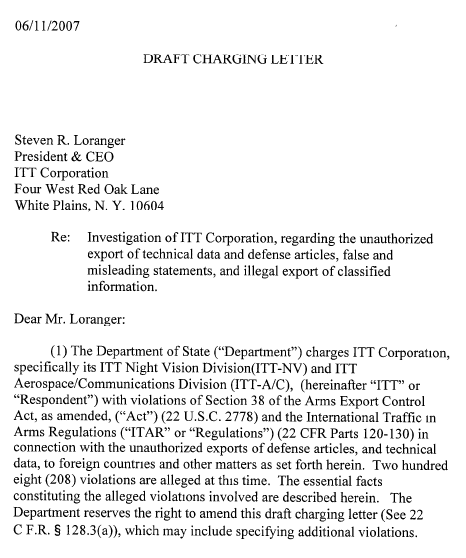 06/11/2007
DRAFT CHARGING LETTER
Steven R. Loranger
President & CEO
ITT Corporation
Four West Red Oak Lane
White Plains, N. Y. 10604
Re: Investigation of ITT Corporation, regarding the unauthorized
export of technical data and defense articles, false and
misleading statements, and illegal export of classified
information.
Dear Mr. Loranger:
(1) The Department of State (“Department”) charges ITT Corporation,
specifically its ITT Night Vision Division(ITT-NV) and ITT
Aerospace/Communications Division (ITT-A/C), (hereinafter “ITT” or
“Respondent”) with violations of Section 38 of the Arms Export Control
Act, as amended, (“Act”) (22 U.S.C. 2778) and the International Traffic in
Arms Regulations (“ITAR” or “Regulations”) (22 CFR Parts 120-130) in
connection with the unauthorized exports of defense articles, and technical
data, to foreign countries and other matters as set forth herein. Two hundred
eight (208) violations are alleged at this time. The essential facts
constituting the alleged violations involved are described herein. The
Department reserves the right to amend this draft charging letter (See 22
C F.R. § 128.3(a)), which may include specifying additional violations.